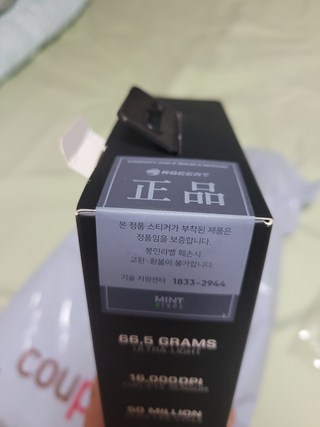 ROCCAT
正品
본 정품 스티커가 부착된 제품은
정품임을 보증합니다.
봉인라벨 훼손시
교환·환불이 불가합니다.
기술 지원센터 1833-2944
MINT
66.5 GRAMS
ULTRA LIGHT
16,000DPI
50 MILLION
coup